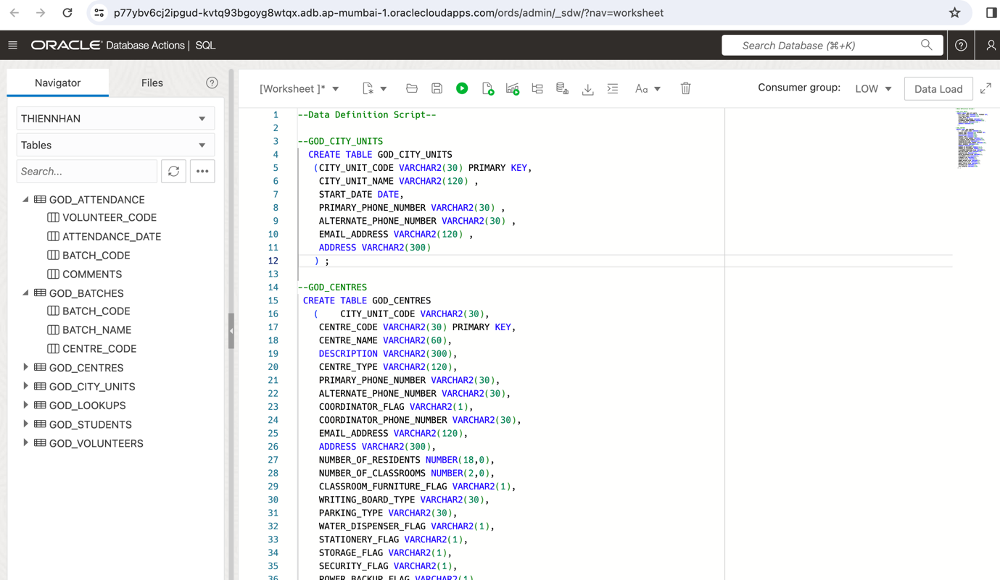 p77ybv6cj2ipgud-kvtq93bgoyg8wtqx.adb.ap-mumbai-1.oraclecloudapps.com/ords/admin/_sdw/?nav=worksheet
ORACLE Database Actions | SQL
Search Database (⌘+K)
Navigator
Files
THIENNHAN
Tables
Search...
GOD_ATTENDANCE
VOLUNTEER_CODE
ATTENDANCE_DATE
BATCH_CODE
COMMENTS
GOD_BATCHES
BATCH_CODE
BATCH_NAME
CENTRE_CODE
GOD_CENTRES
GOD_CITY_UNITS
GOD_LOOKUPS
GOD_STUDENTS
GOD_VOLUNTEERS
[Worksheet ]*
Aa
Consumer group: LOW
Data Load
1 --Data Definition Script--
2
3 --GOD_CITY_UNITS
4 CREATE TABLE GOD_CITY_UNITS
5 (CITY_UNIT_CODE VARCHAR2(30) PRIMARY KEY,
6 CITY_UNIT_NAME VARCHAR2(120) ,
7 START_DATE DATE,
8 PRIMARY_PHONE_NUMBER VARCHAR2(30) ,
9 ALTERNATE_PHONE_NUMBER VARCHAR2(30) ,
10 EMAIL_ADDRESS VARCHAR2(120) ,
11 ADDRESS VARCHAR2(300)
12 ) ;
13
14 --GOD_CENTRES
15 CREATE TABLE GOD_CENTRES
16 ( CITY_UNIT_CODE VARCHAR2(30),
17 CENTRE_CODE VARCHAR2(30) PRIMARY KEY,
18 CENTRE_NAME VARCHAR2(60),
19 DESCRIPTION VARCHAR2(300),
20 CENTRE_TYPE VARCHAR2(120),
21 PRIMARY_PHONE_NUMBER VARCHAR2(30),
22 ALTERNATE_PHONE_NUMBER VARCHAR2(30),
23 COORDINATOR_FLAG VARCHAR2(1),
24 COORDINATOR_PHONE_NUMBER VARCHAR2(30),
25 EMAIL_ADDRESS VARCHAR2(120),
26 ADDRESS VARCHAR2(300),
27 NUMBER_OF_RESIDENTS NUMBER(18,0),
28 NUMBER_OF_CLASSROOMS NUMBER(2,0),
29 CLASSROOM_FURNITURE_FLAG VARCHAR2(1),
30 WRITING_BOARD_TYPE VARCHAR2(30),
31 PARKING_TYPE VARCHAR2(30),
32 WATER_DISPENSER_FLAG VARCHAR2(1),
33 STATIONERY_FLAG VARCHAR2(1),
34 STORAGE_FLAG VARCHAR2(1),
35 SECURITY_FLAG VARCHAR2(1),
36 POWER_BACKUP_FLAG VARCHAR2(1)